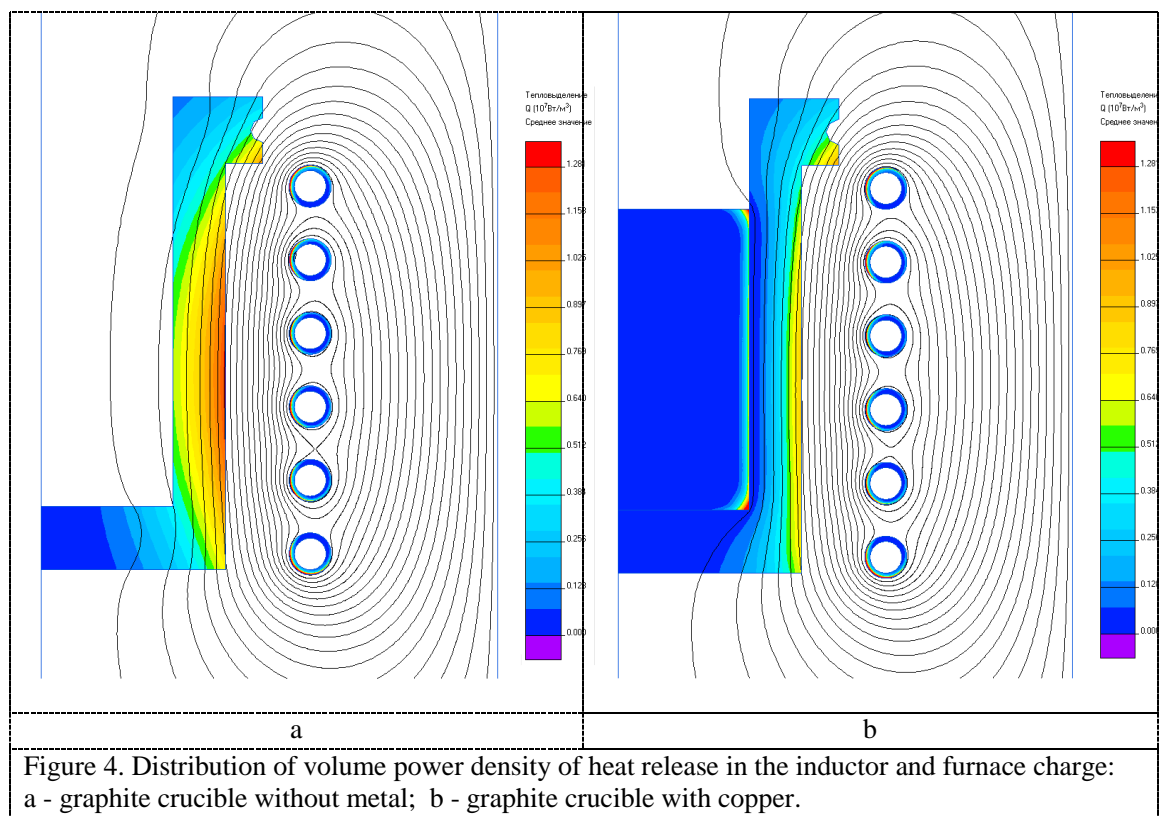 Тепловыделение
Q (10⁷Вт/м³)
Среднее значение
1.281
1.153
1.025
0.897
0.769
0.640
0.512
0.384
0.256
0.128
0.000
Тепловыделение
Q (10⁷Вт/м³)
Среднее значение
1.281
1.153
1.025
0.897
0.769
0.640
0.512
0.384
0.256
0.128
0.000
a
b
Figure 4. Distribution of volume power density of heat release in the inductor and furnace charge:
a - graphite crucible without metal; b - graphite crucible with copper.